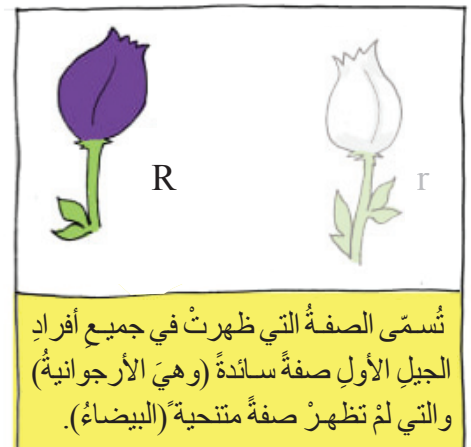 R
r
تُسمّى الصفةُ التي ظهرتْ في جميعِ أفرادِ
الجيلِ الأولِ صفةً سائدةً (وهيَ الأرجوانيةُ)
والتي لمْ تظهرْ صفةً متنحيةً (البيضاءُ).